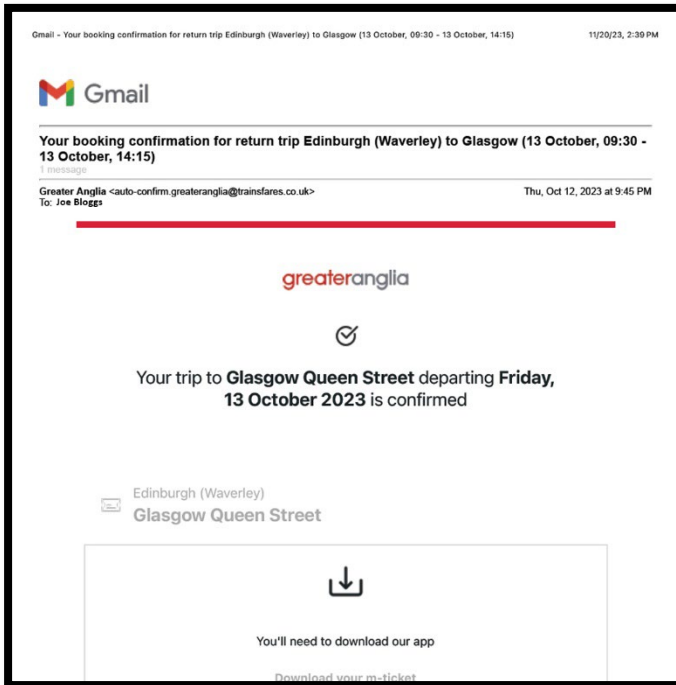 Gmail - Your booking confirmation for return trip Edinburgh (Waverley) to Glasgow (13 October, 09:30 - 13 October, 14:15) 11/20/23, 2:39 PM
Gmail
Your booking confirmation for return trip Edinburgh (Waverley) to Glasgow (13 October, 09:30 -
13 October, 14:15)
1 message
Greater Anglia <auto-confirm.greateranglia@trainsfares.co.uk> Thu, Oct 12, 2023 at 9:45 PM
To: Joe Bloggs
greateranglia
Your trip to Glasgow Queen Street departing Friday,
13 October 2023 is confirmed
Edinburgh (Waverley)
Glasgow Queen Street
You'll need to download our app
Download your m-ticket